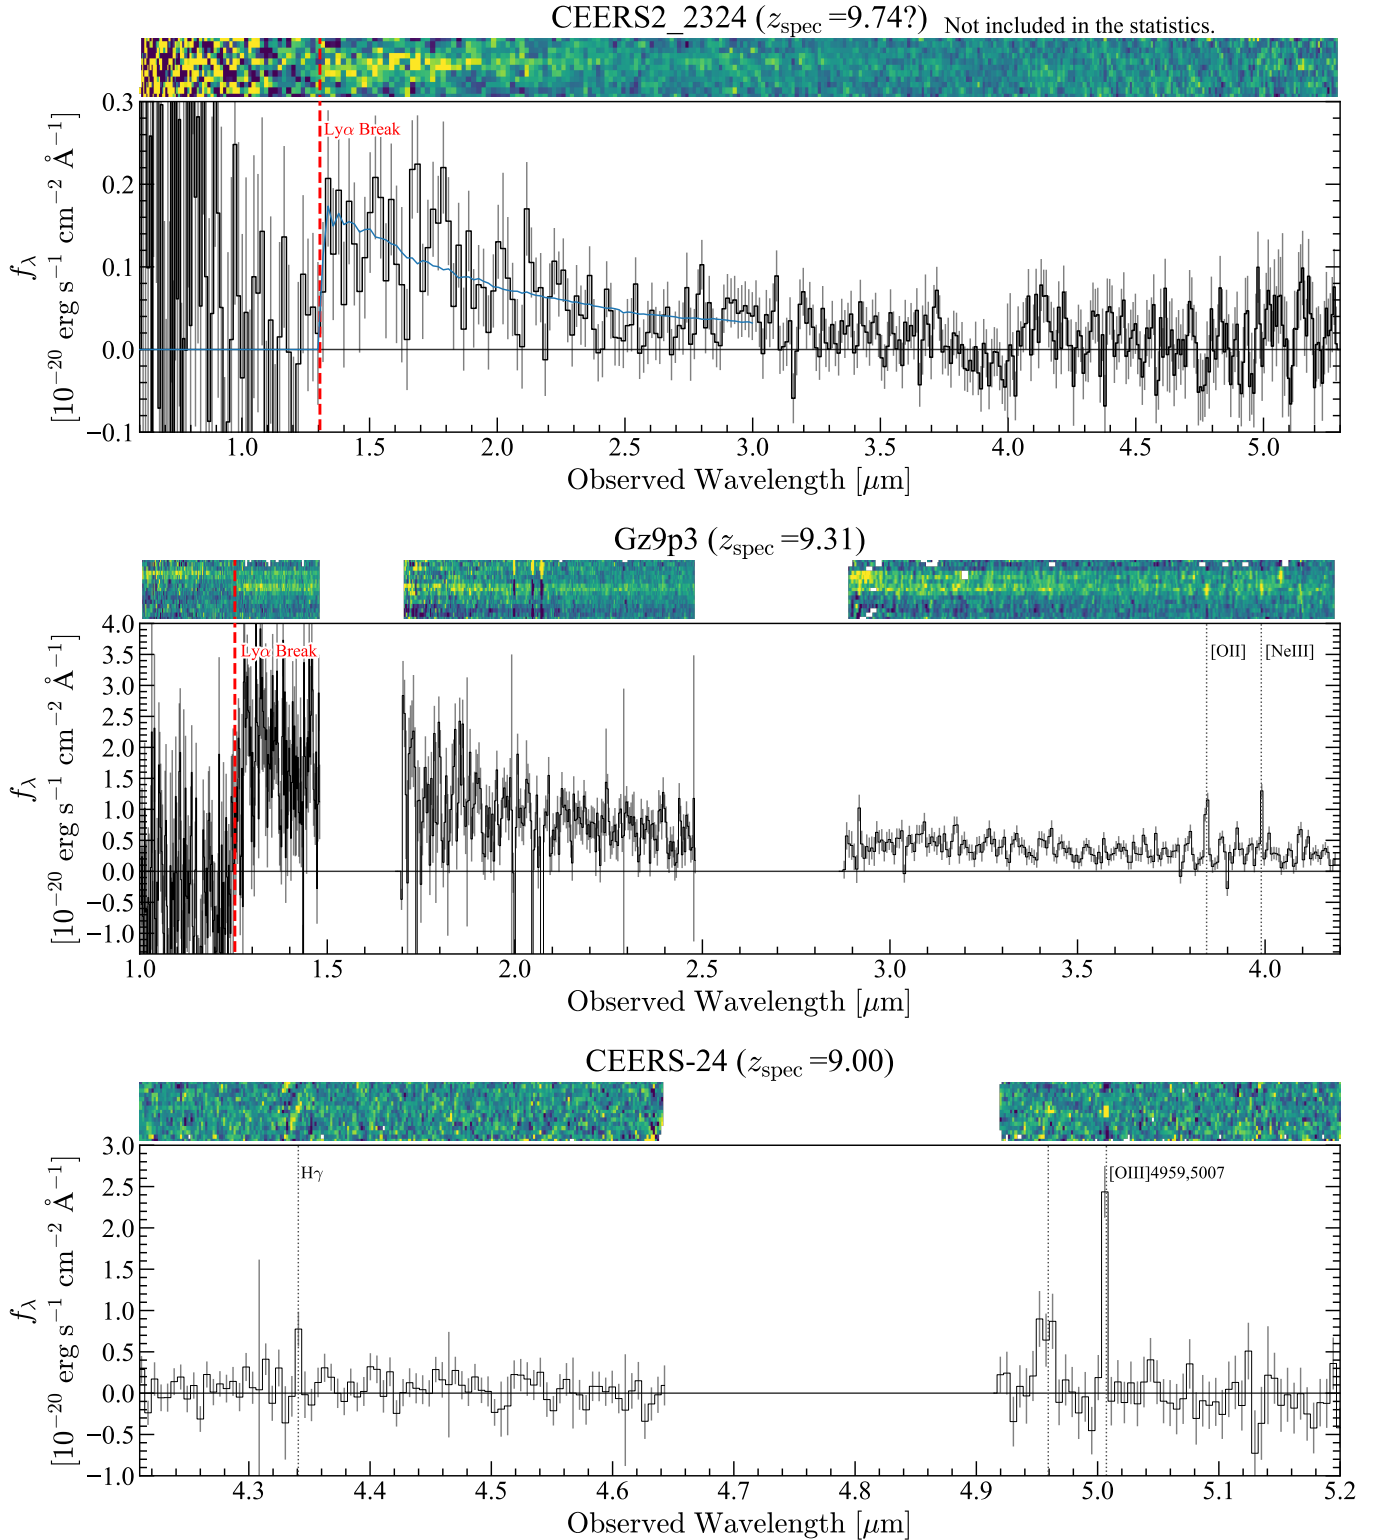 CEERS2_2324 (z_spec =9.74?) Not included in the statistics.
Lyα Break
0.3
0.2
0.1
0.0
−0.1
f_λ
[10^−20 erg s^−1 cm^−2 Å^−1]
1.0 1.5 2.0 2.5 3.0 3.5 4.0 4.5 5.0
Observed Wavelength [μm]
Gz9p3 (z_spec =9.31)
Lyα Break
[OII]
[NeIII]
4.0
3.5
3.0
2.5
2.0
1.5
1.0
0.5
0.0
−0.5
−1.0
f_λ
[10^−20 erg s^−1 cm^−2 Å^−1]
1.0 1.5 2.0 2.5 3.0 3.5 4.0
Observed Wavelength [μm]
CEERS-24 (z_spec =9.00)
Hγ
[OIII]4959,5007
3.0
2.5
2.0
1.5
1.0
0.5
0.0
−0.5
−1.0
f_λ
[10^−20 erg s^−1 cm^−2 Å^−1]
4.3 4.4 4.5 4.6 4.7 4.8 4.9 5.0 5.1 5.2
Observed Wavelength [μm]